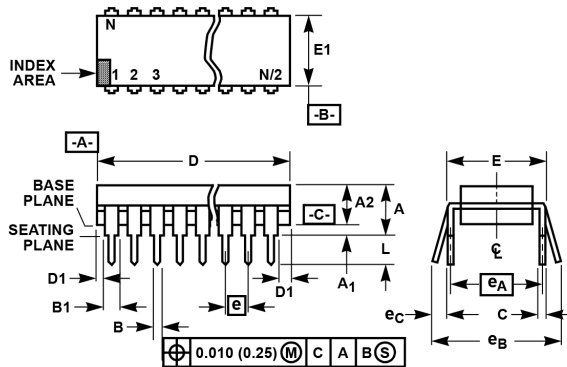 N
INDEX
AREA
1 2 3 N/2
E1
-B-
-A-
D
E
BASE
PLANE
A2
A
-C-
SEATING
PLANE
L
D1
A1
D1
B1
e
eA
B
eC
C
eB
0.010 (0.25) M C A B S
CL